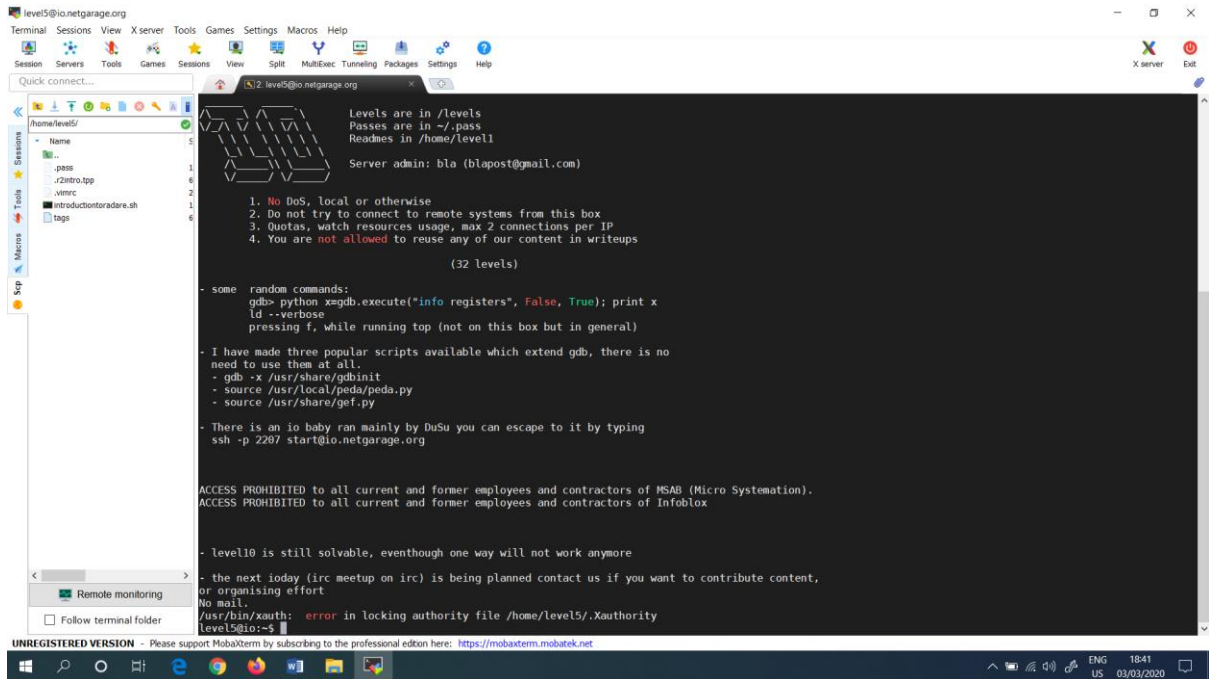 level5@io.netgarage.org
Terminal Sessions View X server Tools Games Settings Macros Help
Session Servers Tools Games Sessions View Split MultiExec Tunneling Packages Settings Help X server Exit
Quick connect...
2. level5@io.netgarage.org
/home/level5/
Name
..
.pass
.r2intro.tpp
.vimrc
introductiontoradare.sh
tags
Sessions
Tools
Macros
Scp
Remote monitoring
Follow terminal folder
Levels are in /levels
Passes are in ~/.pass
Readmes in /home/level1
Server admin: bla (blapost@gmail.com)
1. No DoS, local or otherwise
2. Do not try to connect to remote systems from this box
3. Quotas, watch resources usage, max 2 connections per IP
4. You are not allowed to reuse any of our content in writeups
(32 levels)
- some random commands:
gdb> python x=gdb.execute("info registers", False, True); print x
ld --verbose
pressing f, while running top (not on this box but in general)
- I have made three popular scripts available which extend gdb, there is no
need to use them at all.
- gdb -x /usr/share/gdbinit
- source /usr/local/peda/peda.py
- source /usr/share/gef.py
- There is an io baby ran mainly by DuSu you can escape to it by typing
ssh -p 2207 start@io.netgarage.org
ACCESS PROHIBITED to all current and former employees and contractors of MSAB (Micro Systemation).
ACCESS PROHIBITED to all current and former employees and contractors of Infoblox
- level10 is still solvable, eventhough one way will not work anymore
- the next ioday (irc meetup on irc) is being planned contact us if you want to contribute content,
or organising effort
No mail.
/usr/bin/xauth: error in locking authority file /home/level5/.Xauthority
level5@io:~$
UNREGISTERED VERSION - Please support MobaXterm by subscribing to the professional edition here: https://mobaxterm.mobatek.net
ENG
US
18:41
03/03/2020